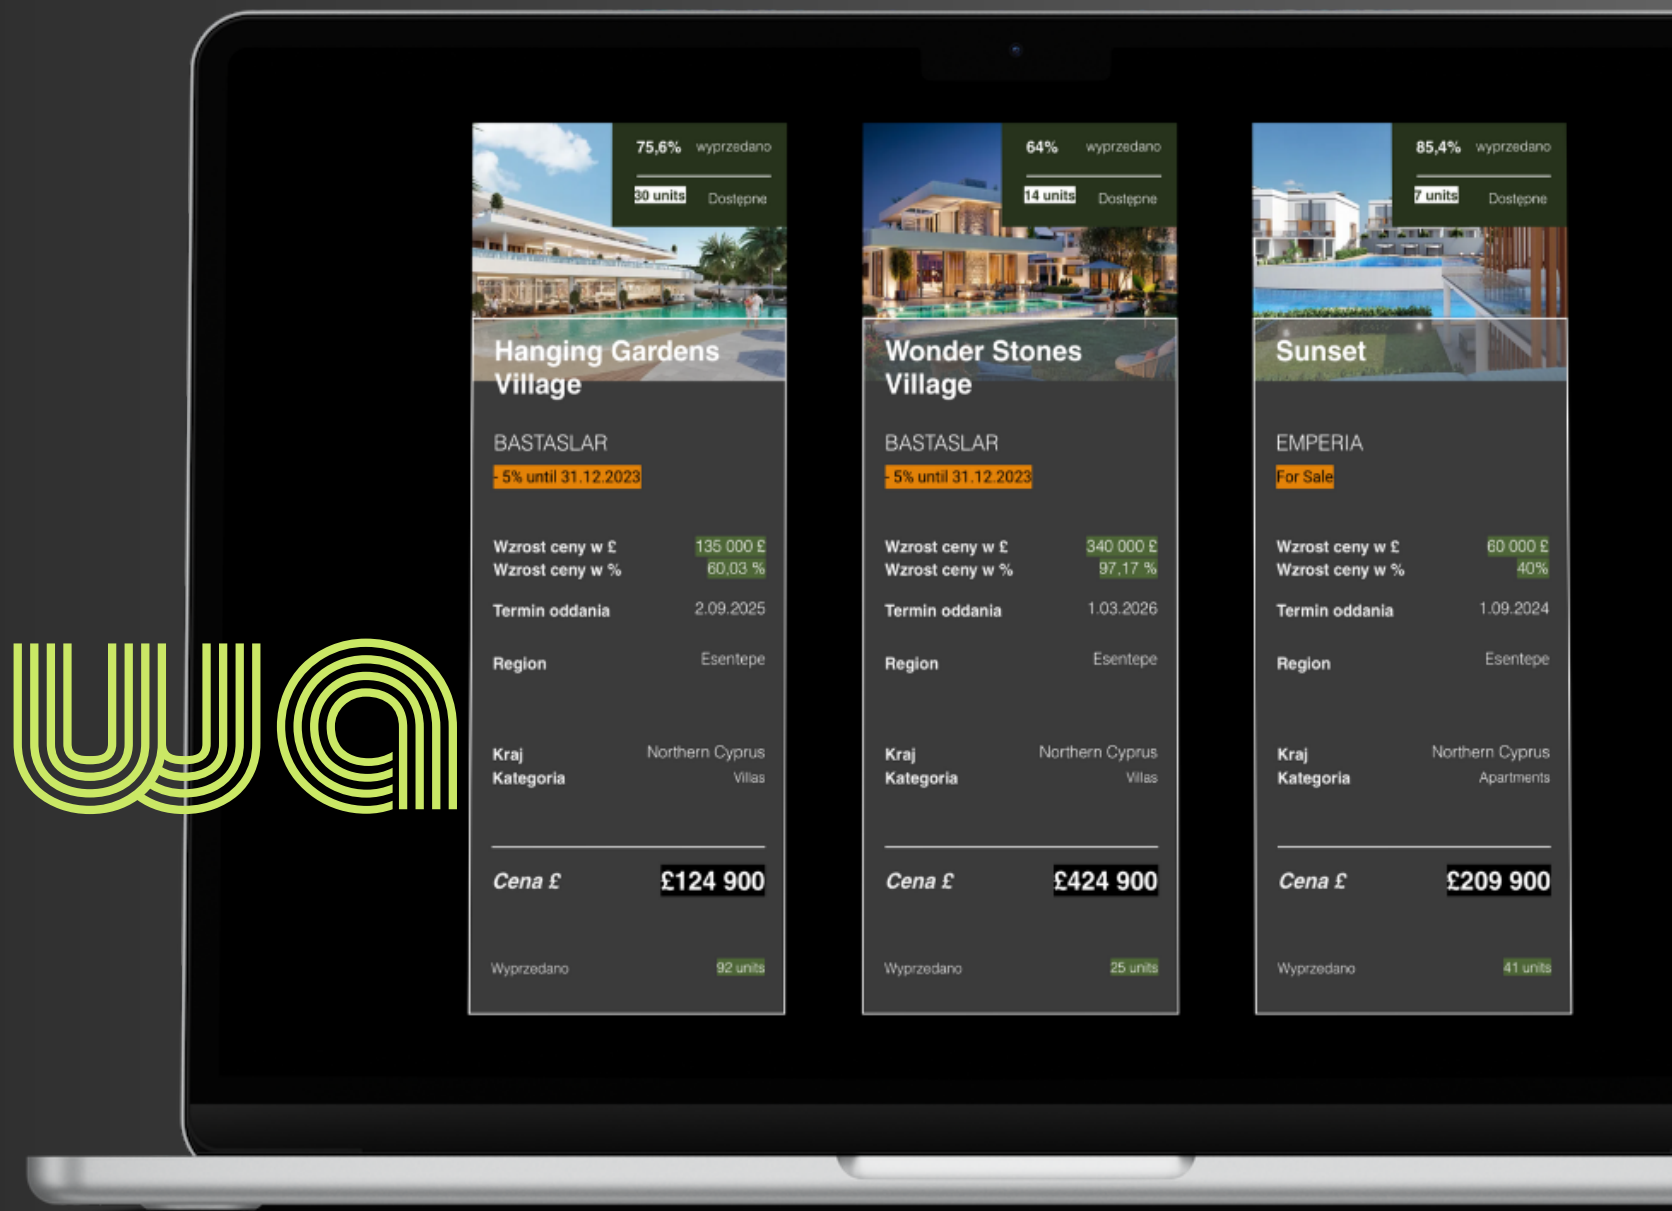 75,6% wyprzedano
30 units Dostępne
Hanging Gardens
Village
BASTASLAR
- 5% until 31.12.2023
Wzrost ceny w £ 135 000 £
Wzrost ceny w % 60,03 %
Termin oddania 2.09.2025
Region Esentepe
Kraj Northern Cyprus
Kategoria Villas
Cena £ £124 900
Wyprzedano 92 units
64% wyprzedano
14 units Dostępne
Wonder Stones
Village
BASTASLAR
- 5% until 31.12.2023
Wzrost ceny w £ 340 000 £
Wzrost ceny w % 97,17 %
Termin oddania 1.03.2026
Region Esentepe
Kraj Northern Cyprus
Kategoria Villas
Cena £ £424 900
Wyprzedano 25 units
85,4% wyprzedano
7 units Dostępne
Sunset
EMPERIA
For Sale
Wzrost ceny w £ 60 000 £
Wzrost ceny w % 40%
Termin oddania 1.09.2024
Region Esentepe
Kraj Northern Cyprus
Kategoria Apartments
Cena £ £209 900
Wyprzedano 41 units
wa